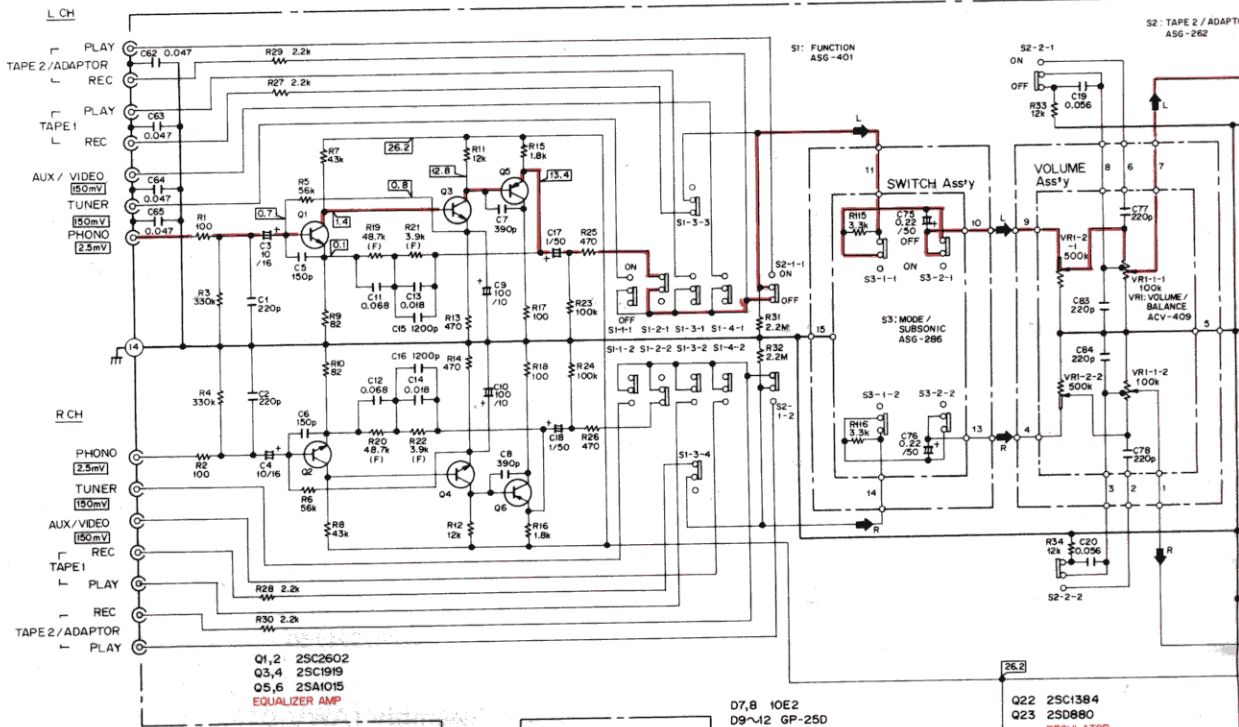 L CH
S2: TAPE 2 / ADAPTO
ASG-262
S1: FUNCTION
ASG-401
S2-2-1
ON
OFF
PLAY
C62 0.047
R29 2.2k
TAPE 2/ADAPTOR
REC
R27 2.2k
R33
12k
C19
0.056
L
PLAY
C63
0.047
TAPE 1
REC
L
R7
43k
26.2
R11
12k
R15
1.8k
Q5
12.8
13.4
AUX / VIDEO
150mV
C64
0.047
R5
56k
0.8
Q3
TUNER
150mV
C65
0.047
R1
100
0.7
Q1
1.4
C7
390p
PHONO
2.5mV
C3
10
/16
0.1
R19
48.7k
(F)
R21
3.9k
(F)
C17
1/50
R25
470
C5
150p
S1-3-3
11
SWITCH Ass'y
R115
3.3k
C75
0.22
/50
OFF
ON
S3-1-1
S3-2-1
10
L
VOLUME
Ass'y
8
6
7
C77
220p
9
VR1-2
-1
500k
VR1-1-1
100k
VR1: VOLUME /
BALANCE
ACV-409
R3
330k
C1
220p
C11
0.068
C13
0.018
C15 1200p
C9
100
/10
R9
82
R13
470
R17
100
R23
100k
ON
OFF
S1-1-1
S1-2-1
S1-3-1
S1-4-1
S2-1-1
ON
OFF
R31
2.2M
S3: MODE /
SUBSONIC
ASG-286
15
C83
220p
5
14
R10
82
C16 1200p
R14
470
R18
100
R24
100k
S1-1-2
S1-2-2
S1-3-2
S1-4-2
R32
2.2M
C84
220p
R4
330k
C2
220p
C12
0.068
C14
0.018
C10
100
/10
S2-
1-2
S3-1-2
S3-2-2
VR1-2-2
500k
VR1-1-2
100k
R CH
C6
150p
R20
48.7k
(F)
R22
3.9k
(F)
C18
1/50
R26
470
R116
3.3k
C76
0.22
/50
13
R
4
C78
220p
PHONO
2.5mV
R2
100
C4
10/16
Q2
R6
56k
Q4
C8
390p
Q6
S1-3-4
14
3
2
1
TUNER
150mV
R8
43k
R12
12k
R16
1.8k
R
AUX/VIDEO
150mV
R34
12k
C20
0.056
R
REC
TAPE1
PLAY
R28 2.2k
S2-2-2
REC
TAPE 2/ADAPTOR
R30 2.2k
PLAY
Q1,2 2SC2602
Q3,4 2SC1919
Q5,6 2SA1015
EQUALIZER AMP
26.2
D7,8 10E2
D9~12 GP-25D
Q22 2SC1384
Q23 2SD880